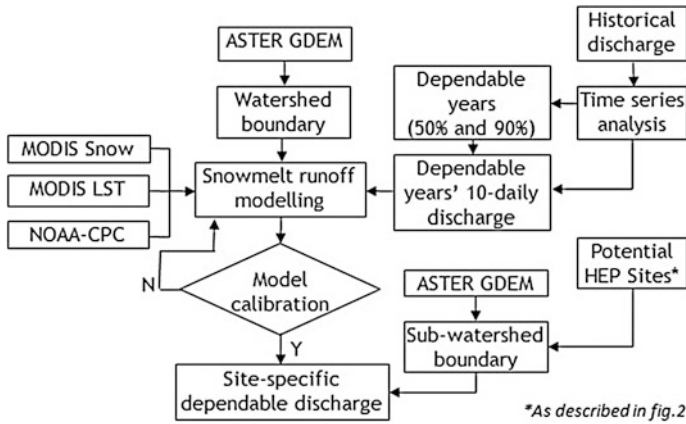 Historical
discharge
ASTER GDEM
Dependable
years
(50% and 90%)
Time series
analysis
Watershed
boundary
MODIS Snow
MODIS LST
NOAA-CPC
Snowmelt runoff
modelling
Dependable
years' 10-daily
discharge
N
Model
calibration
Y
ASTER GDEM
Potential
HEP Sites*
Sub-watershed
boundary
Site-specific
dependable discharge
*As described in fig.2